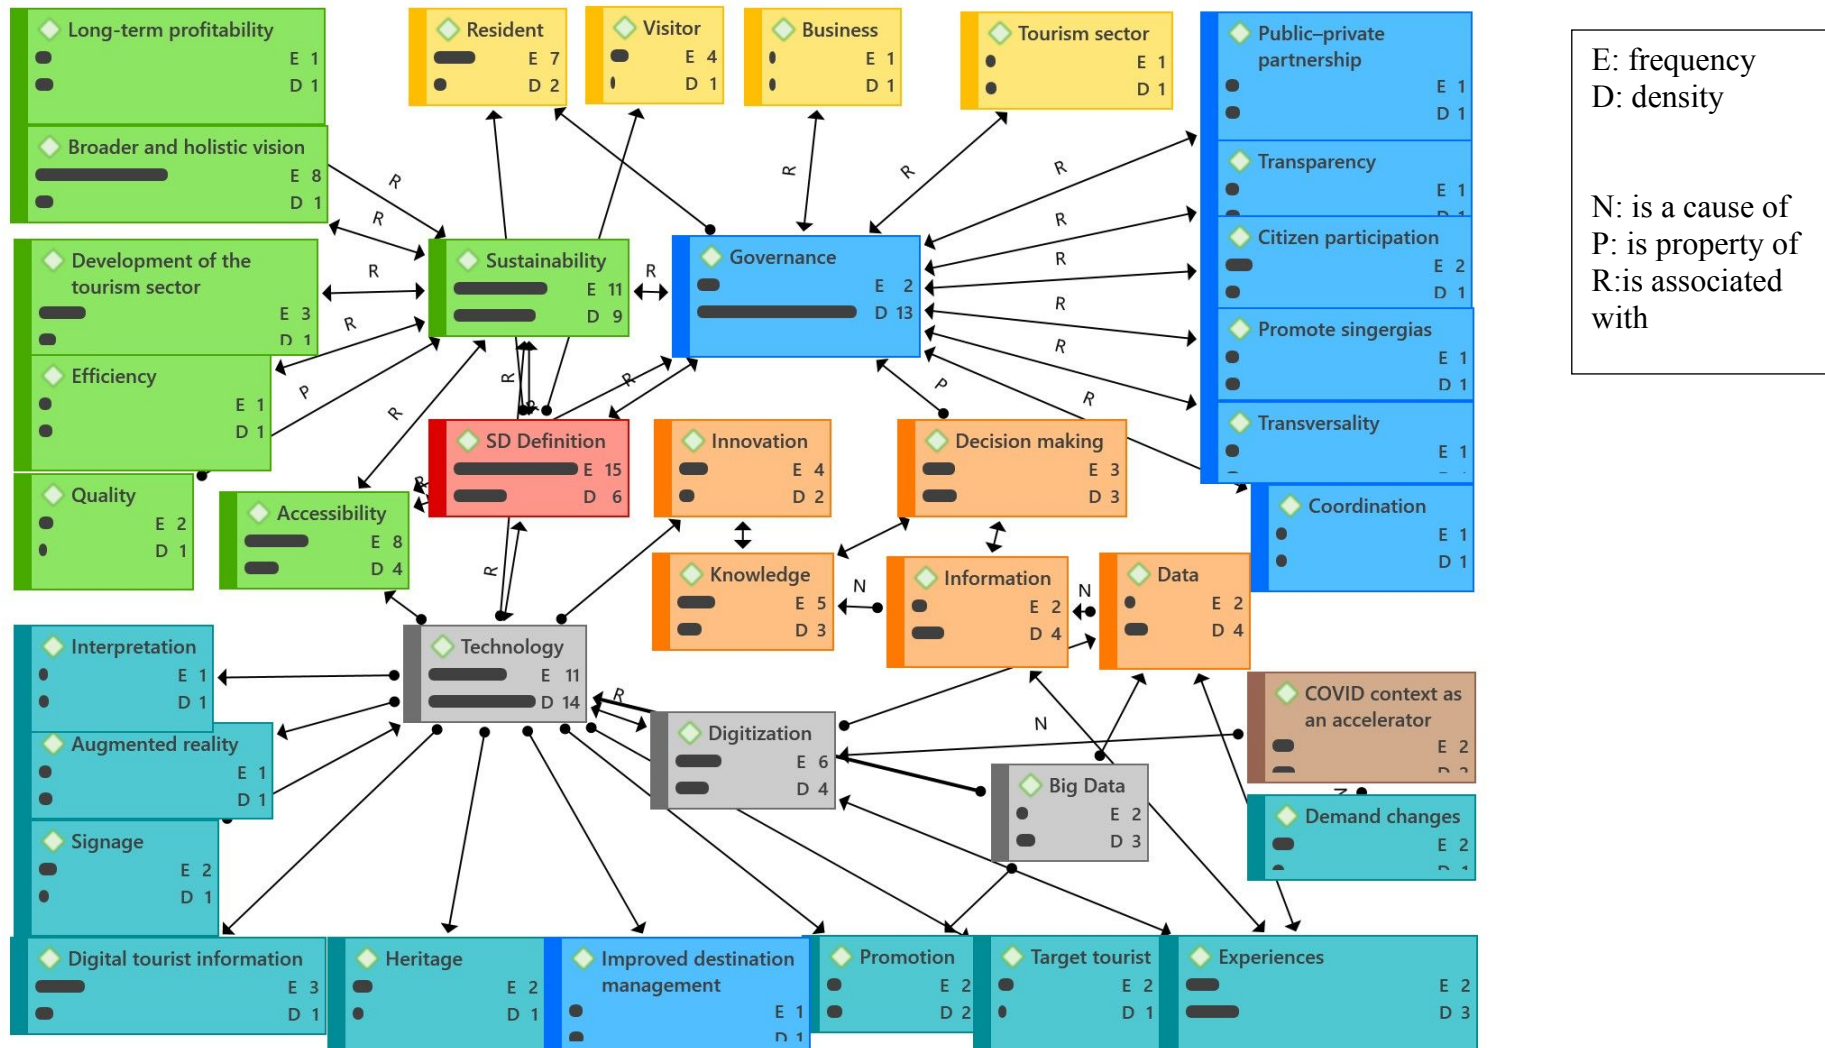 Long-term profitability
E 1
D 1
Broader and holistic vision
E 8
D 1
Resident
E 7
D 2
Visitor
E 4
D 1
Business
E 1
D 1
Tourism sector
E 1
D 1
Public–private
partnership
E 1
D 1
Transparency
E 1
D 1
Citizen participation
E 2
D 1
Promote singergias
E 1
D 1
Transversality
E 1
Coordination
E 1
D 1
E: frequency
D: density
N: is a cause of
P: is property of
R:is associated
with
Development of the
tourism sector
E 3
D 1
Efficiency
E 1
D 1
Quality
E 2
D 1
Accessibility
E 8
D 4
Sustainability
E 11
D 9
Governance
E 2
D 13
SD Definition
E 15
D 6
Innovation
E 4
D 2
Decision making
E 3
D 3
Knowledge
E 5
D 3
Information
E 2
D 4
Data
E 2
D 4
Interpretation
E 1
D 1
Augmented reality
E 1
D 1
Signage
E 2
D 1
Technology
E 11
D 14
Digitization
E 6
D 4
Big Data
E 2
D 3
COVID context as
an accelerator
E 2
D 2
Demand changes
E 2
D 1
Digital tourist information
E 3
D 1
Heritage
E 2
D 1
Improved destination
management
E 1
D 1
Promotion
E 2
D 2
Target tourist
E 2
D 1
Experiences
E 2
D 3
R
R
R
R
P
R
R
R
R
R
R
R
R
R
R
R
R
P
R
R
R
R
R
N
N
N
N